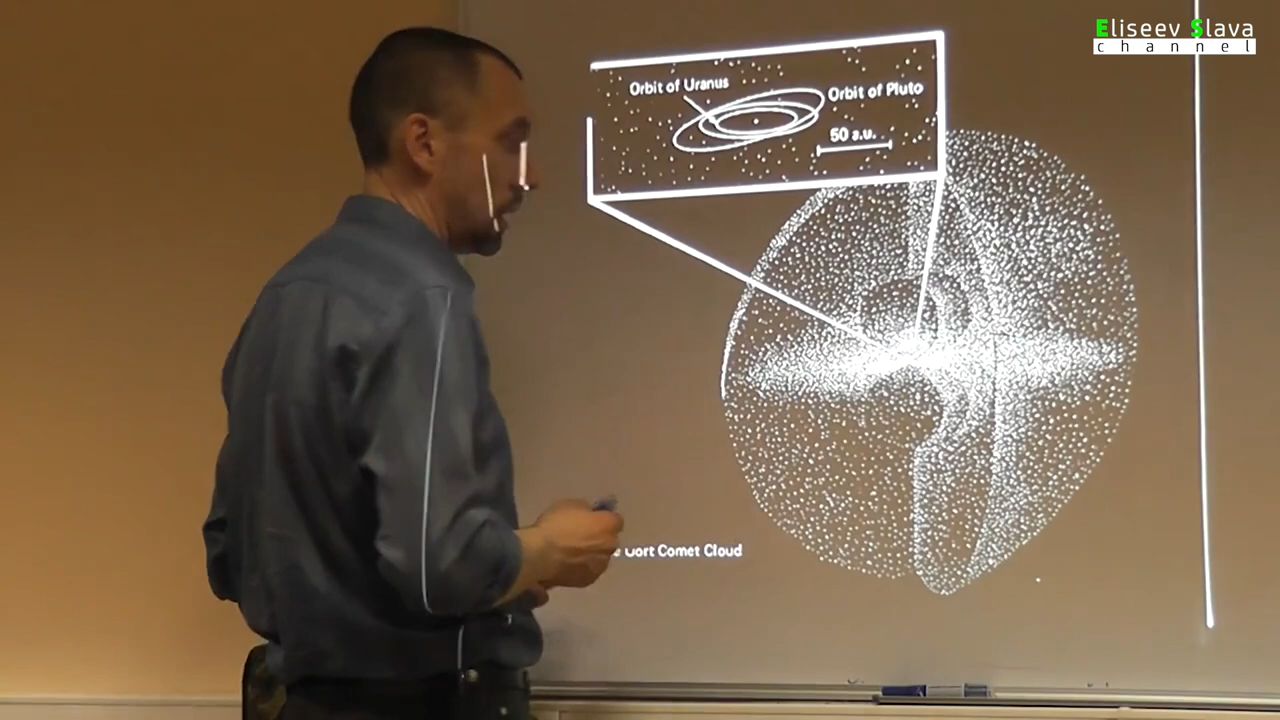 Eliseev Slava
channel
Orbit of Uranus
Orbit of Pluto
50 a.u.
Oort Comet Cloud